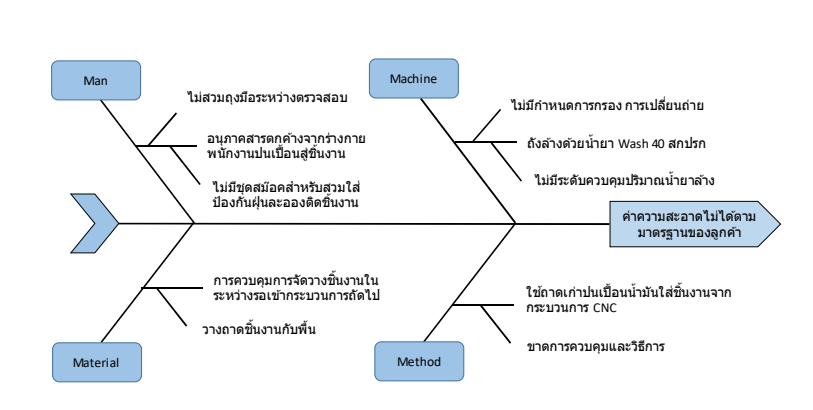 Man
Machine
ไม่สวมถุงมือระหว่างตรวจสอบ
ไม่มีกำหนดการกรอง การเปลี่ยนถ่าย
อนุภาคสารตกค้างจากร่างกาย
พนักงานปนเปื้อนสู่ชิ้นงาน
ถังล้างด้วยน้ำยา Wash 40 สกปรก
ไม่มีชุดสม๊อคสำหรับสวมใส่
ป้องกันฝุ่นละอองติดชิ้นงาน
ไม่มีระดับควบคุมปริมาณน้ำยาล้าง
ค่าความสะอาดไม่ได้ตาม
มาตรฐานของลูกค้า
การควบคุมการจัดวางชิ้นงานใน
ระหว่างรอเข้ากระบวนการถัดไป
วางถาดชิ้นงานกับพื้น
ใช้ถาดเก่าปนเปื้อนน้ำมันใส่ชิ้นงานจาก
กระบวนการ CNC
ขาดการควบคุมและวิธีการ
Material
Method